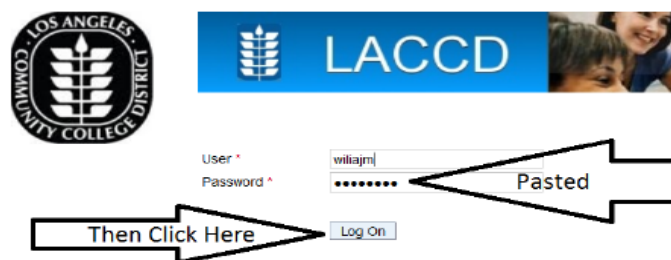 LOS ANGELES
COMMUNITY COLLEGE DISTRICT
LACCD
User *
wiliajm
Password *
••••••••
Pasted
Then Click Here
Log On